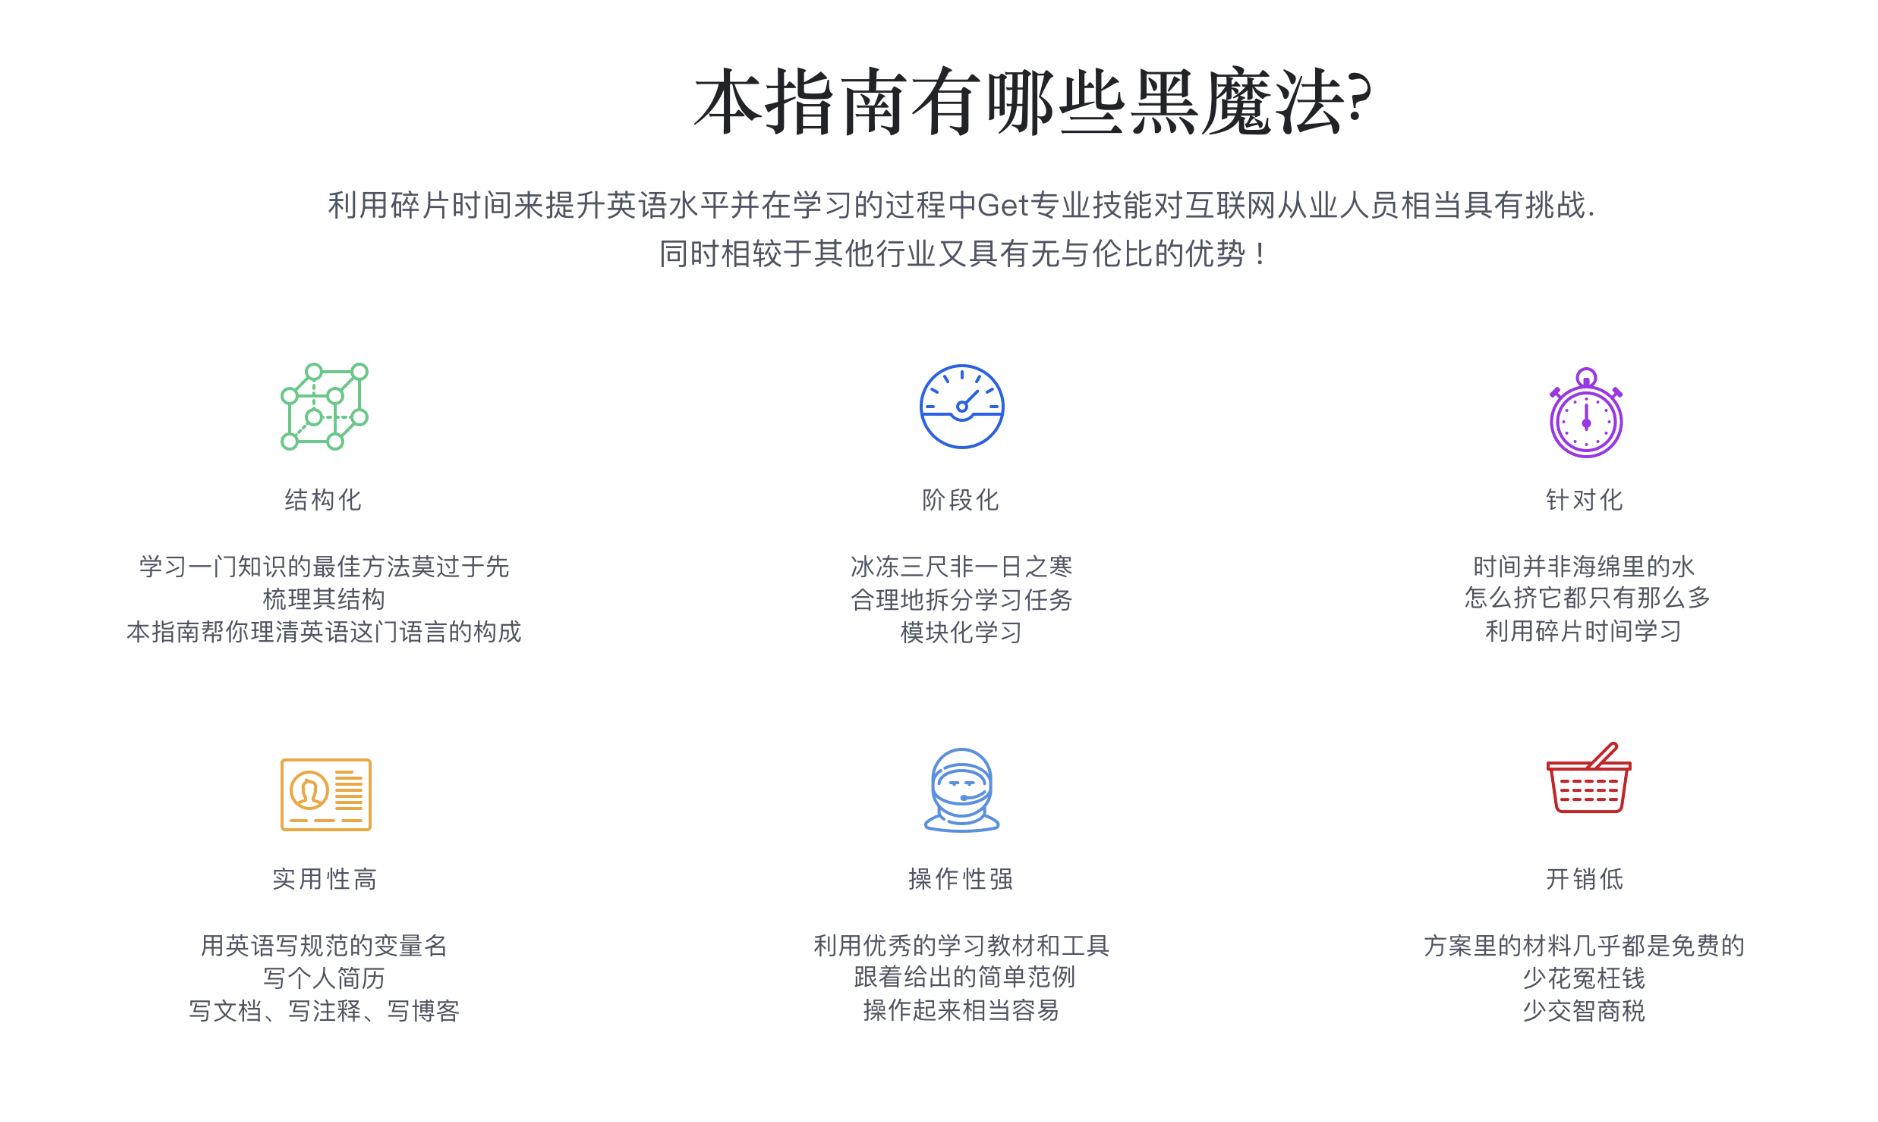 本指南有哪些黑魔法?
利用碎片时间来提升英语水平并在学习的过程中Get专业技能对互联网从业人员相当具有挑战.
同时相较于其他行业又具有无与伦比的优势！
结构化
学习一门知识的最佳方法莫过于先
梳理其结构
本指南帮你理清英语这门语言的构成
阶段化
冰冻三尺非一日之寒
合理地拆分学习任务
模块化学习
针对化
时间并非海绵里的水
怎么挤它都只有那么多
利用碎片时间学习
实用性高
用英语写规范的变量名
写个人简历
写文档、写注释、写博客
操作性强
利用优秀的学习教材和工具
跟着给出的简单范例
操作起来相当容易
开销低
方案里的材料几乎都是免费的
少花冤枉钱
少交智商税